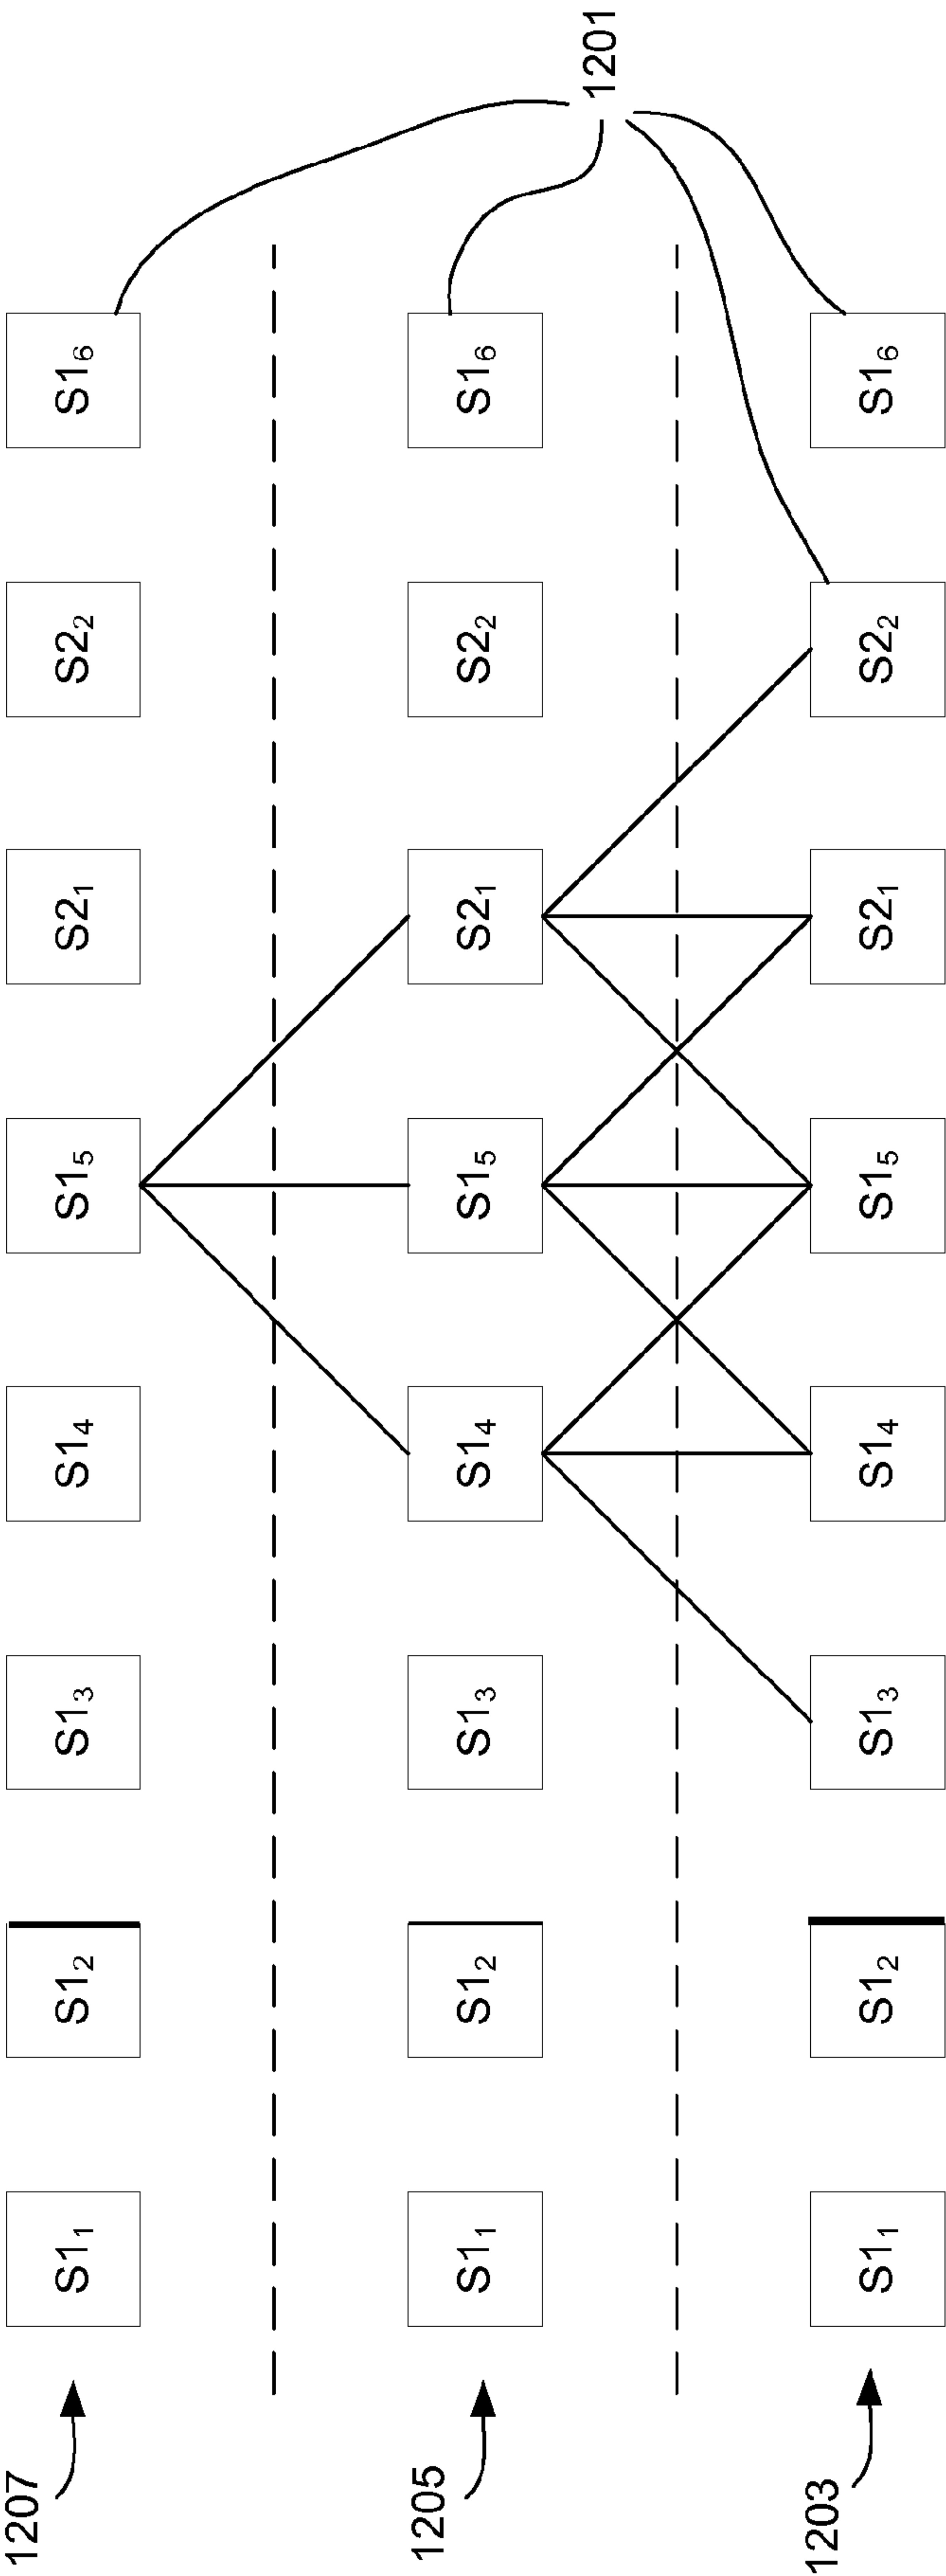 1207 S1₁ S1₂ S1₃ S1₄ S1₅ S2₁ S2₂ S1₆
1205 S1₁ S1₂ S1₃ S1₄ S1₅ S2₁ S2₂ S1₆
1201
1203 S1₁ S1₂ S1₃ S1₄ S1₅ S2₁ S2₂ S1₆